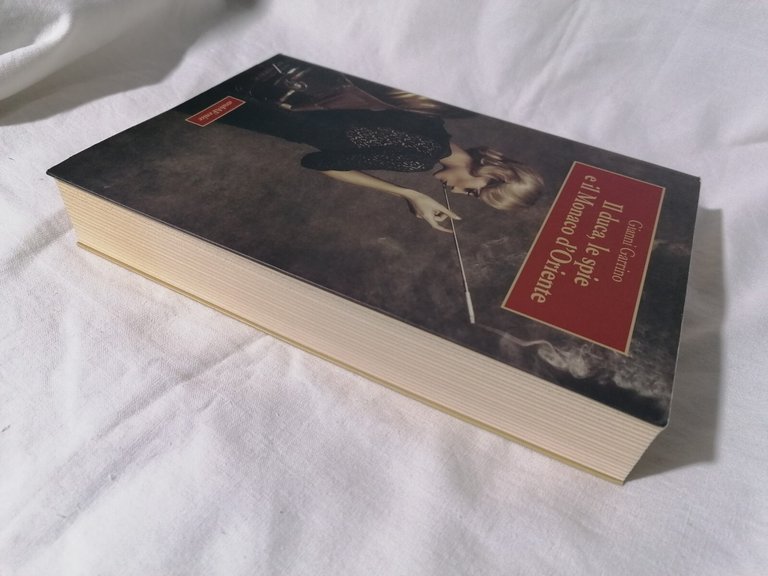 Gianni Garrino
Il duca, le spie
e il Monaco d'Oriente